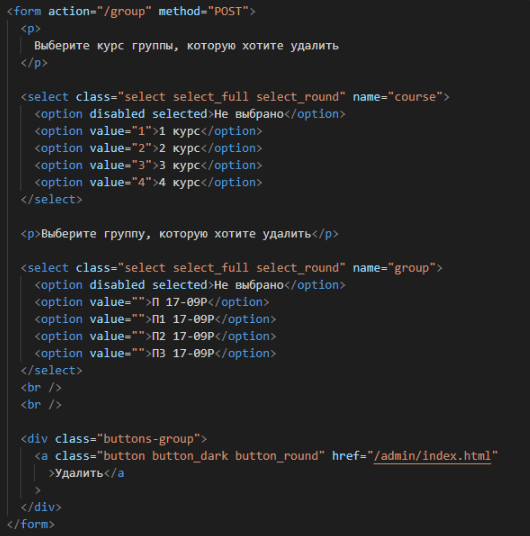 <form action="/group" method="POST">
<p>
Выберите курс группы, которую хотите удалить
</p>
<select class="select select_full select_round" name="course">
<option disabled selected>Не выбрано</option>
<option value="1">1 курс</option>
<option value="2">2 курс</option>
<option value="3">3 курс</option>
<option value="4">4 курс</option>
</select>
<p>Выберите группу, которую хотите удалить</p>
<select class="select select_full select_round" name="group">
<option disabled selected>Не выбрано</option>
<option value="">П 17-09Р</option>
<option value="">П1 17-09Р</option>
<option value="">П2 17-09Р</option>
<option value="">П3 17-09Р</option>
</select>
<br />
<br />
<div class="buttons-group">
<a class="button button_dark button_round" href="/admin/index.html"
>Удалить</a
>
</div>
</form>